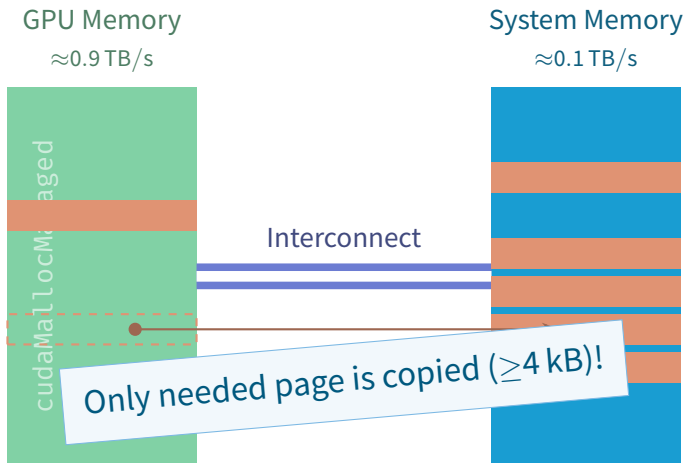 GPU Memory
≈0.9 TB/s
System Memory
≈0.1 TB/s
cudaMallocManaged
Interconnect
Only needed page is copied (≥4 kB)!